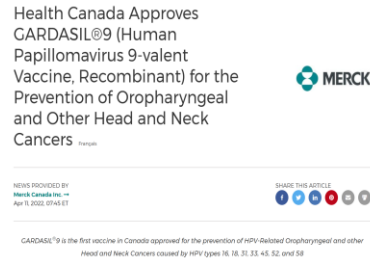 Health Canada Approves
GARDASIL®9 (Human
Papillomavirus 9-valent
Vaccine, Recombinant) for the
Prevention of Oropharyngeal
and Other Head and Neck
Cancers Français
MERCK
NEWS PROVIDED BY
Merck Canada Inc. →
Apr 11, 2022, 07:45 ET
SHARE THIS ARTICLE
GARDASIL®9 is the first vaccine in Canada approved for the prevention of HPV-Related Oropharyngeal and other
Head and Neck Cancers caused by HPV types 16, 18, 31, 33, 45, 52, and 58